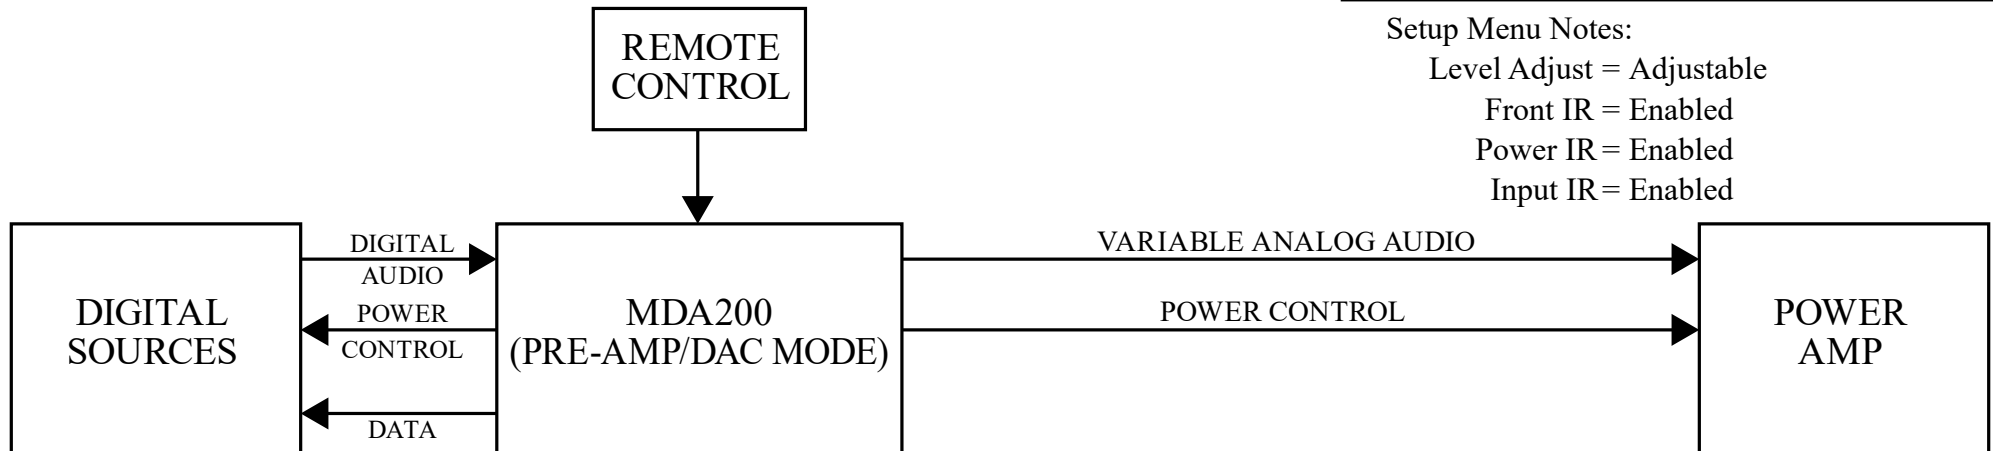 REMOTE
CONTROL
Setup Menu Notes:
Level Adjust = Adjustable
Front IR = Enabled
Power IR = Enabled
Input IR = Enabled
DIGITAL
SOURCES
DIGITAL
AUDIO
POWER
CONTROL
DATA
MDA200
(PRE-AMP/DAC MODE)
VARIABLE ANALOG AUDIO
POWER CONTROL
POWER
AMP